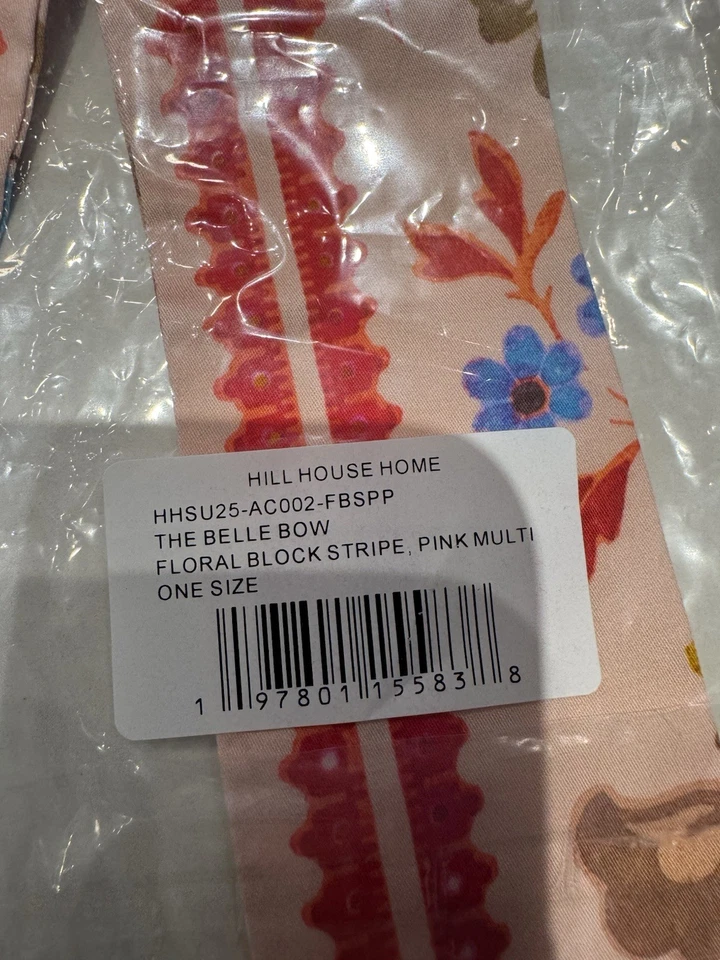 HILL HOUSE HOME
HHSU25-AC002-FBSPP
THE BELLE BOW
FLORAL BLOCK STRIPE, PINK MULTI
ONE SIZE
1 97801 15583 8